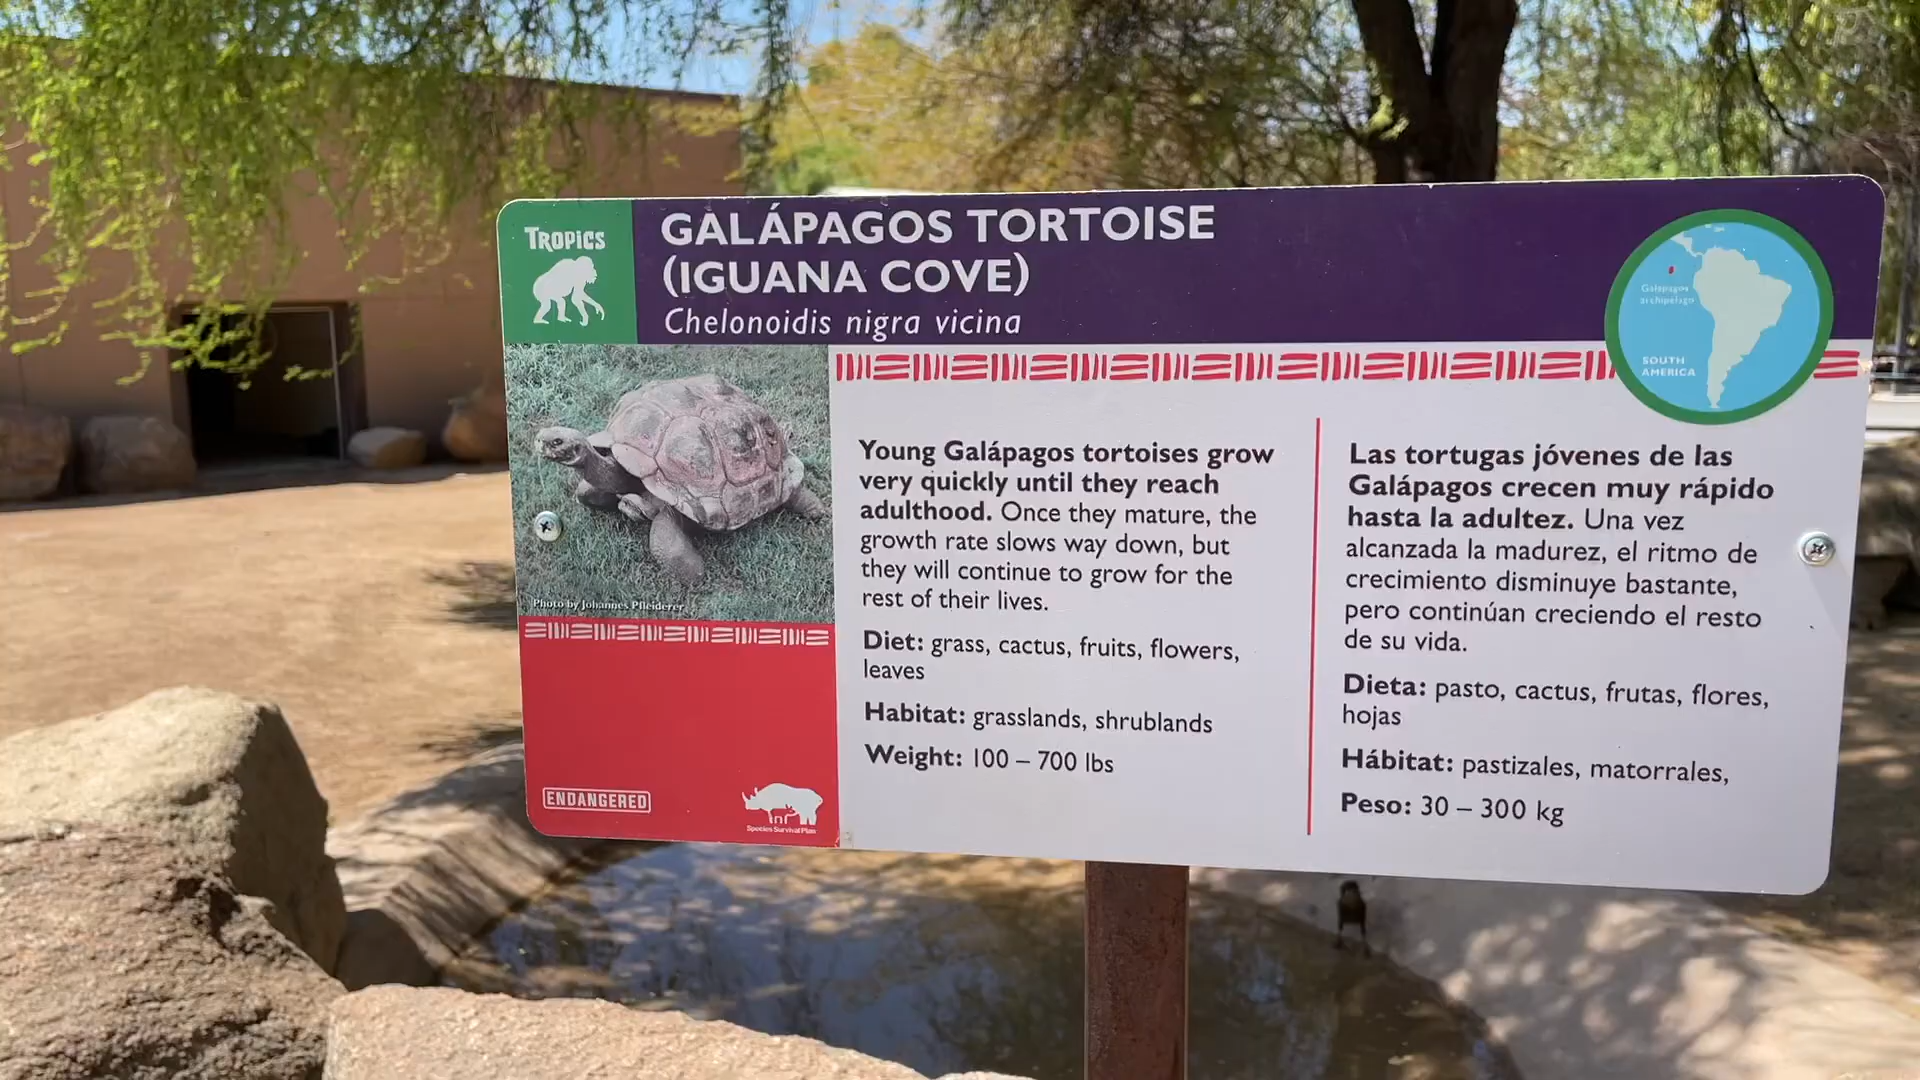 TROPICS
GALÁPAGOS TORTOISE
(IGUANA COVE)
Chelonoidis nigra vicina
Galápagos
archipelago
SOUTH
AMERICA
Photo by Johannes Pfleiderer
ENDANGERED
Species Survival Plan
Young Galápagos tortoises grow
very quickly until they reach
adulthood. Once they mature, the
growth rate slows way down, but
they will continue to grow for the
rest of their lives.
Diet: grass, cactus, fruits, flowers,
leaves
Habitat: grasslands, shrublands
Weight: 100 – 700 lbs
Las tortugas jóvenes de las
Galápagos crecen muy rápido
hasta la adultez. Una vez
alcanzada la madurez, el ritmo de
crecimiento disminuye bastante,
pero continúan creciendo el resto
de su vida.
Dieta: pasto, cactus, frutas, flores,
hojas
Hábitat: pastizales, matorrales,
Peso: 30 – 300 kg